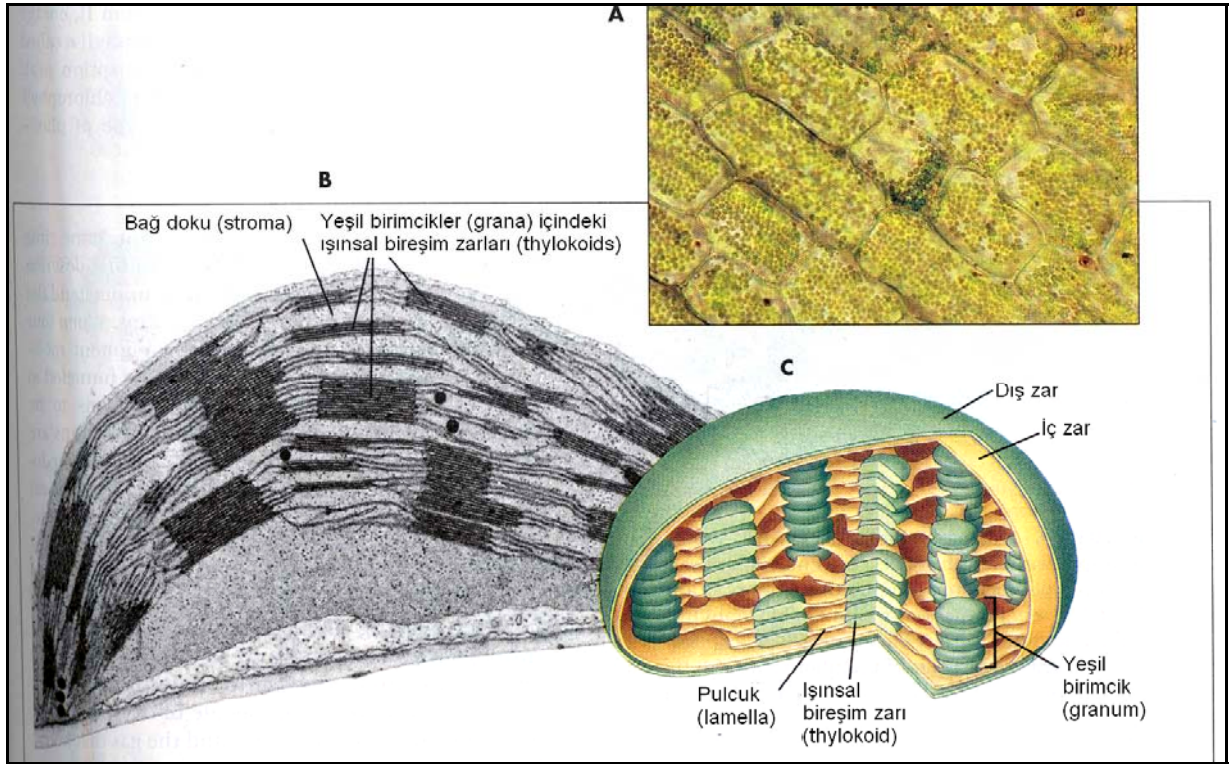 A
B
Bağ doku (stroma)
Yeşil birimcikler (grana) içindeki
ışınsal bireşim zarları (thylokoids)
C
Dış zar
İç zar
Pulcuk
(lamella)
Işınsal
bireşim zarı
(thylokoid)
Yeşil
birimcik
(granum)